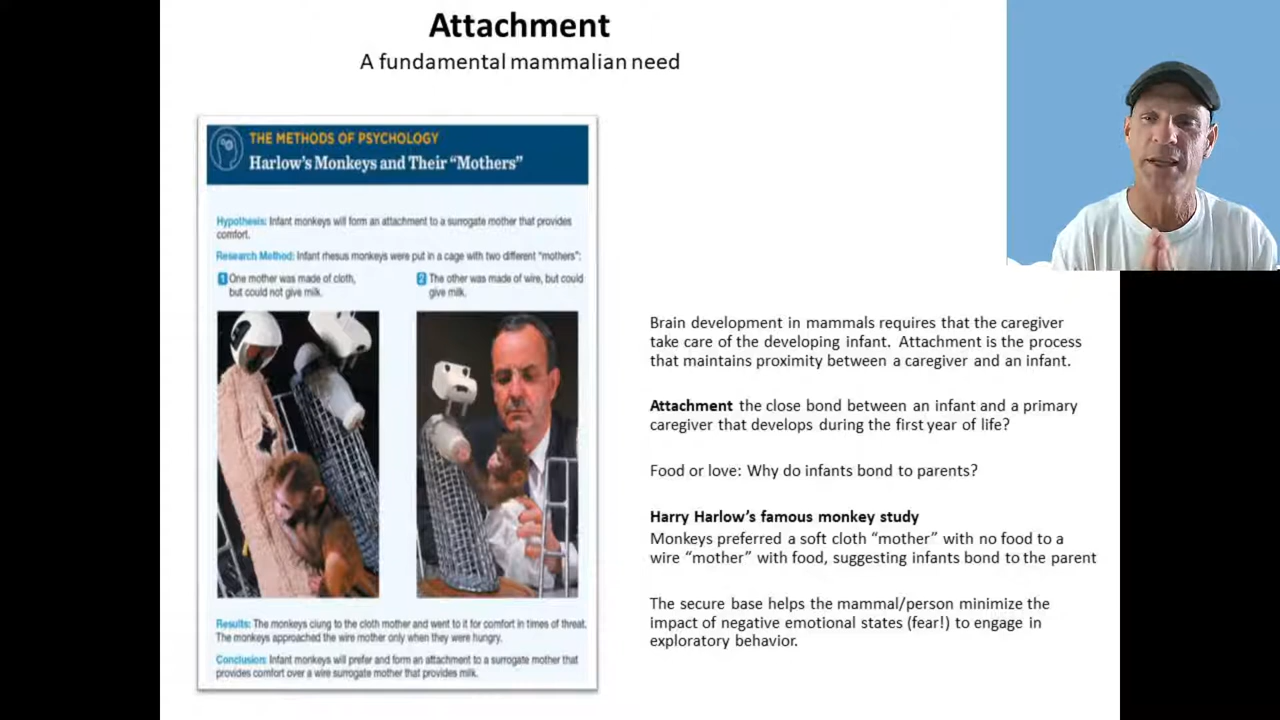 Attachment
A fundamental mammalian need
THE METHODS OF PSYCHOLOGY
Harlow's Monkeys and Their “Mothers”
Hypothesis: Infant monkeys will form an attachment to a surrogate mother that provides
comfort.
Research Method: Infant rhesus monkeys were put in a cage with two different “mothers”:
1 One mother was made of cloth,
but could not give milk.
2 The other was made of wire, but could
give milk.
Results: The monkeys clung to the cloth mother and went to it for comfort in times of threat.
The monkeys approached the wire mother only when they were hungry.
Conclusion: Infant monkeys will prefer and form an attachment to a surrogate mother that
provides comfort over a wire surrogate mother that provides milk.
Brain development in mammals requires that the caregiver
take care of the developing infant. Attachment is the process
that maintains proximity between a caregiver and an infant.
Attachment the close bond between an infant and a primary
caregiver that develops during the first year of life?
Food or love: Why do infants bond to parents?
Harry Harlow's famous monkey study
Monkeys preferred a soft cloth “mother” with no food to a
wire “mother” with food, suggesting infants bond to the parent
The secure base helps the mammal/person minimize the
impact of negative emotional states (fear!) to engage in
exploratory behavior.